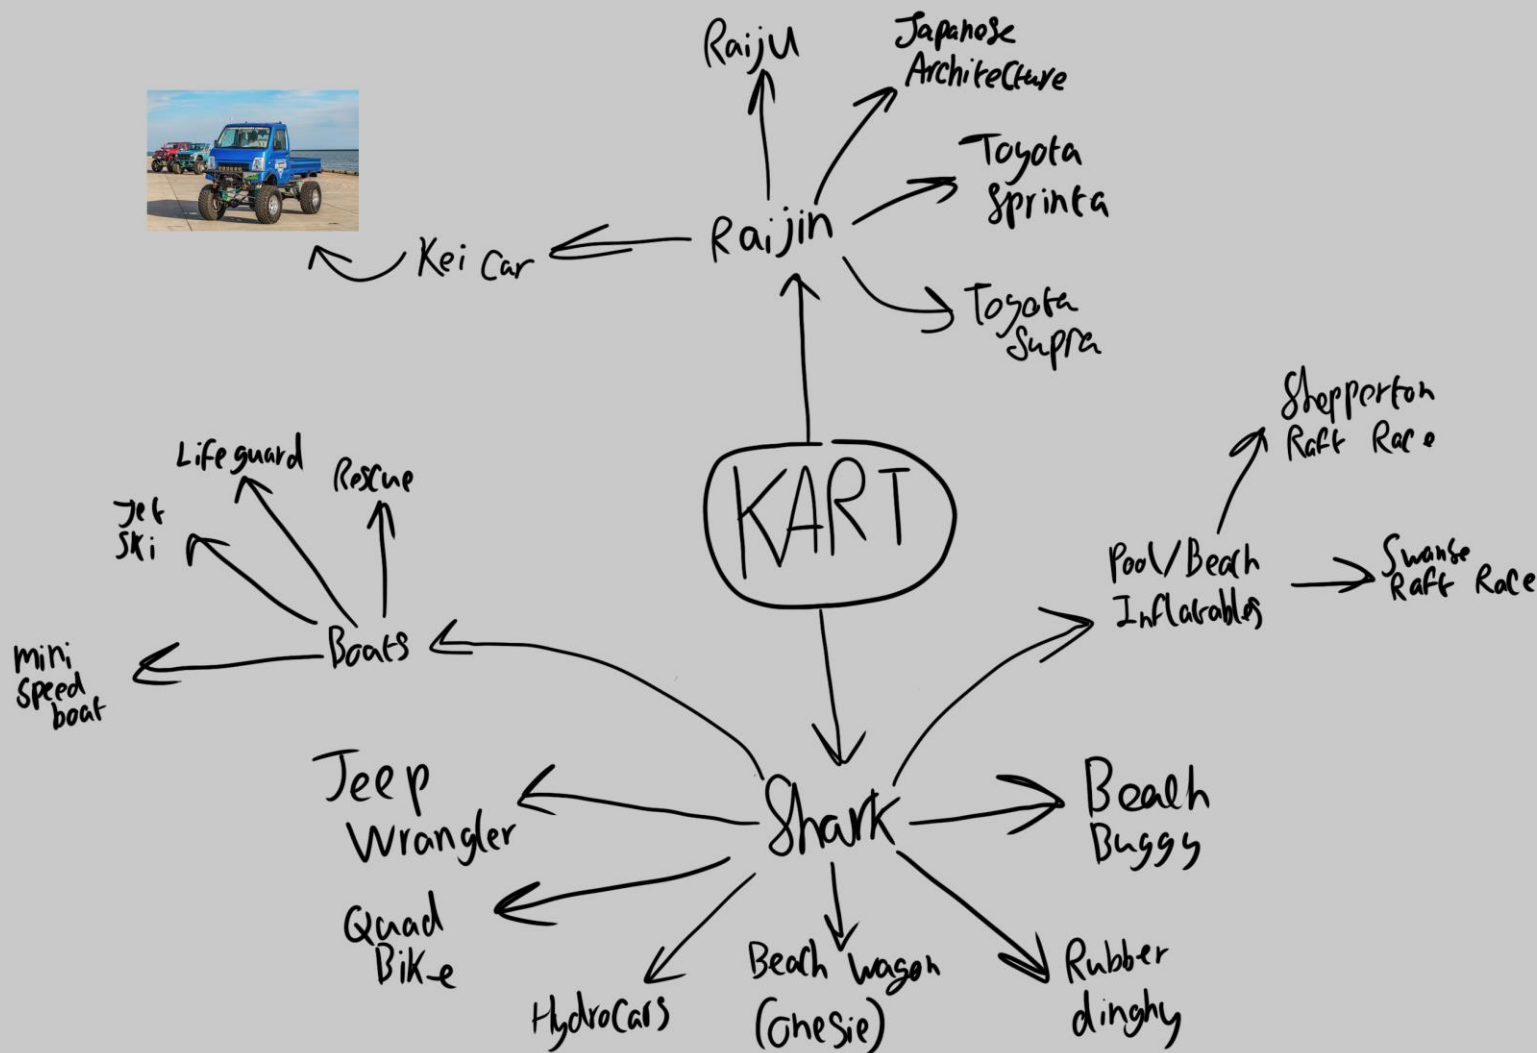 Raiju
Japanese
Architecture
Toyota
Sprinta
Raijin
Kei Car
Toyota
Supra
Shepperton
Raft Race
Lifeguard
Rescue
Jet
Ski
KART
Pool/Beach
Inflatables
Swanse
Raft Race
Boats
mini
speed
boat
Jeep
Wrangler
Shark
Beach
Buggy
Quad
Bike
HydroCars
Beach Wagon
(Onesie)
Rubber
dinghy